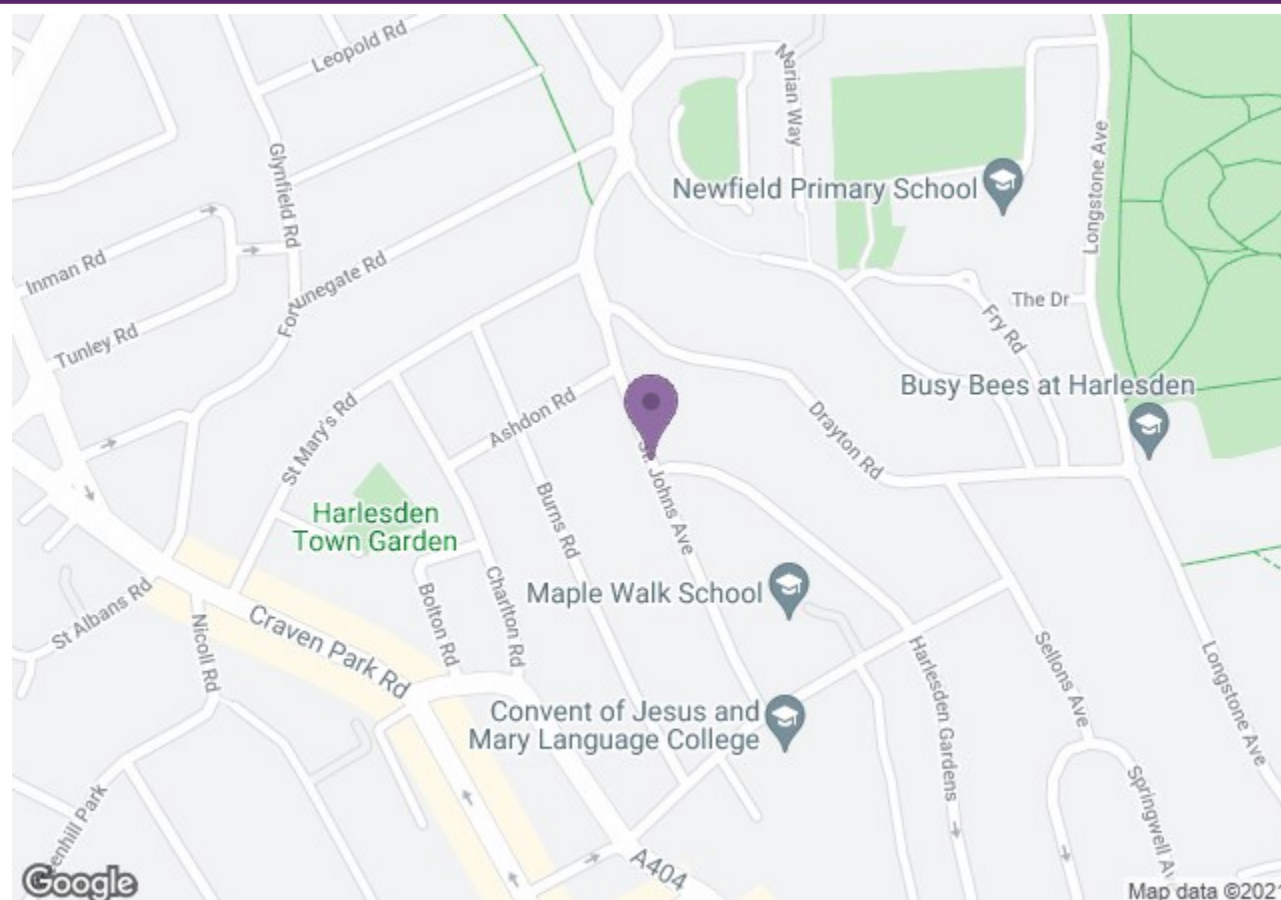 Leopold Rd
Marian Way
Glynfield Rd
Longstone Ave
Newfield Primary School
Inman Rd
Fortunegate Rd
The Dr
Fry Rd
Tunley Rd
Busy Bees at Harlesden
St Mary's Rd
Ashdon Rd
Drayton Rd
St. Johns Ave
Burns Rd
Harlesden
Town Garden
Charlton Rd
Bolton Rd
Maple Walk School
St Albans Rd
Nicoll Rd
Craven Park Rd
Harlesden Gardens
Sellons Ave
Longstone Ave
Convent of Jesus and
Mary Language College
Springwell Av
enhill Park
A404
Google
Map data ©2021